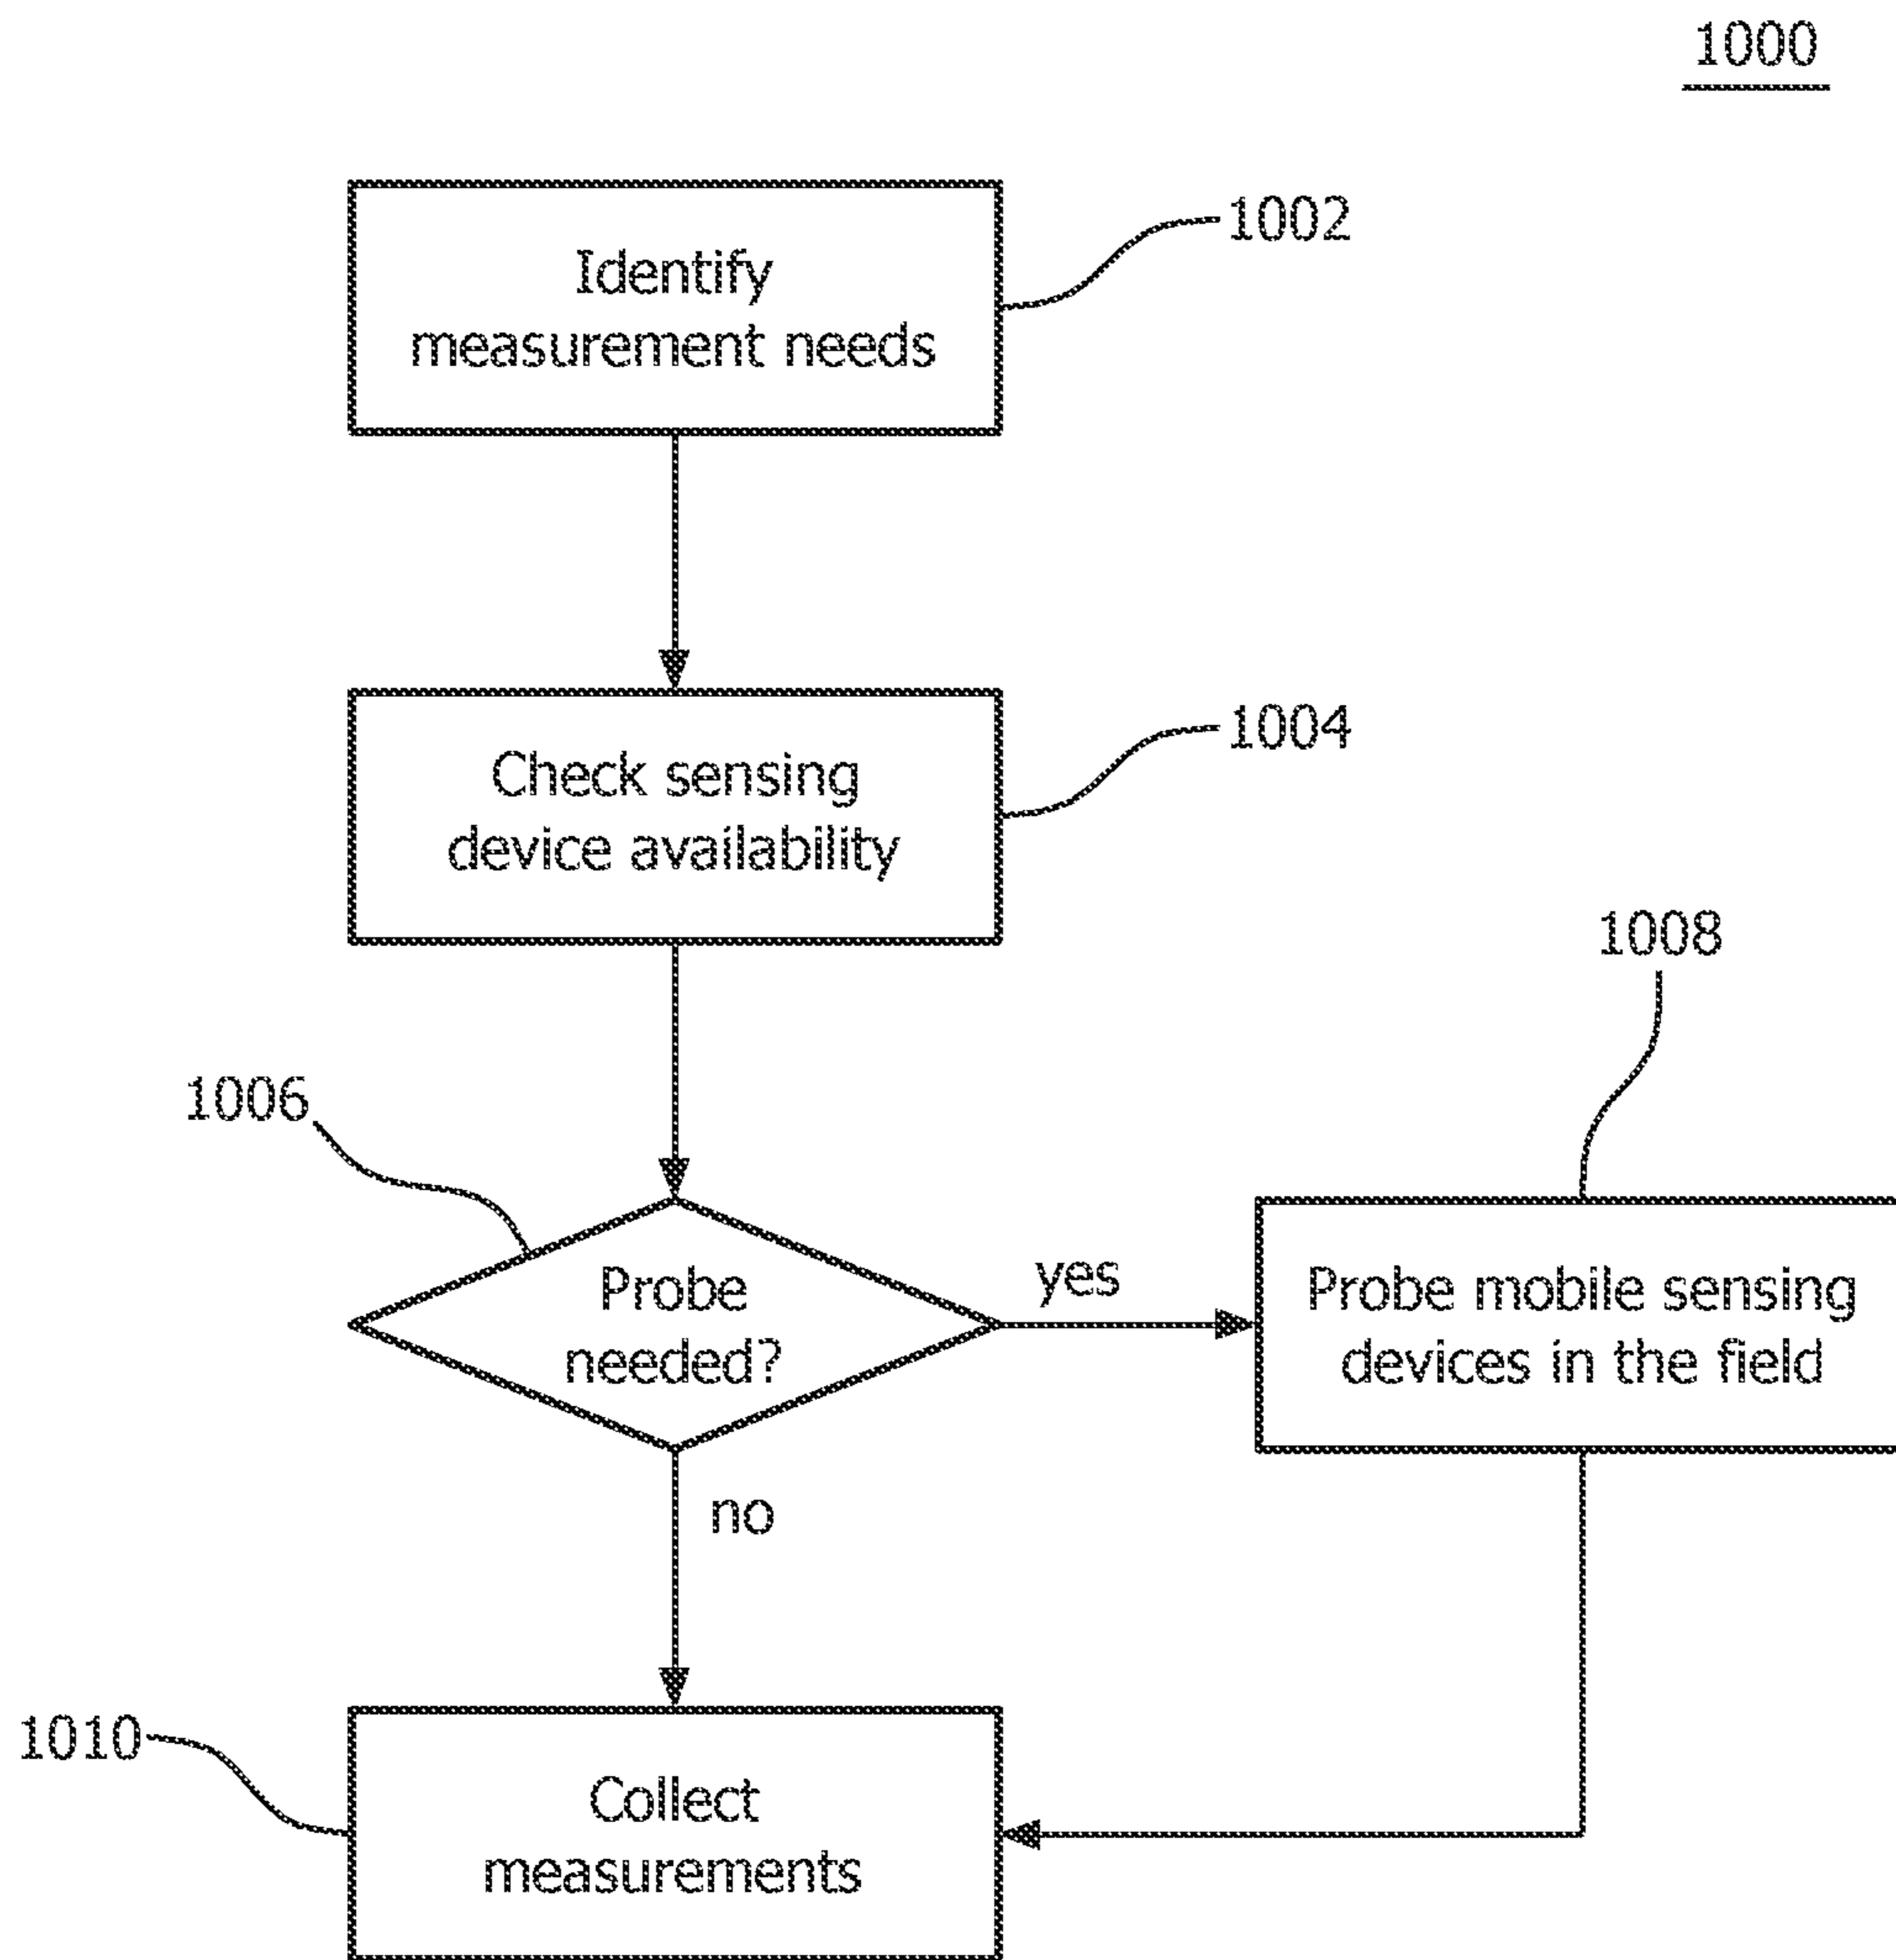 1000
Identify
measurement needs
1002
Check sensing
device availability
1004
1008
1006
Probe
needed?
yes
Probe mobile sensing
devices in the field
no
1010
Collect
measurements